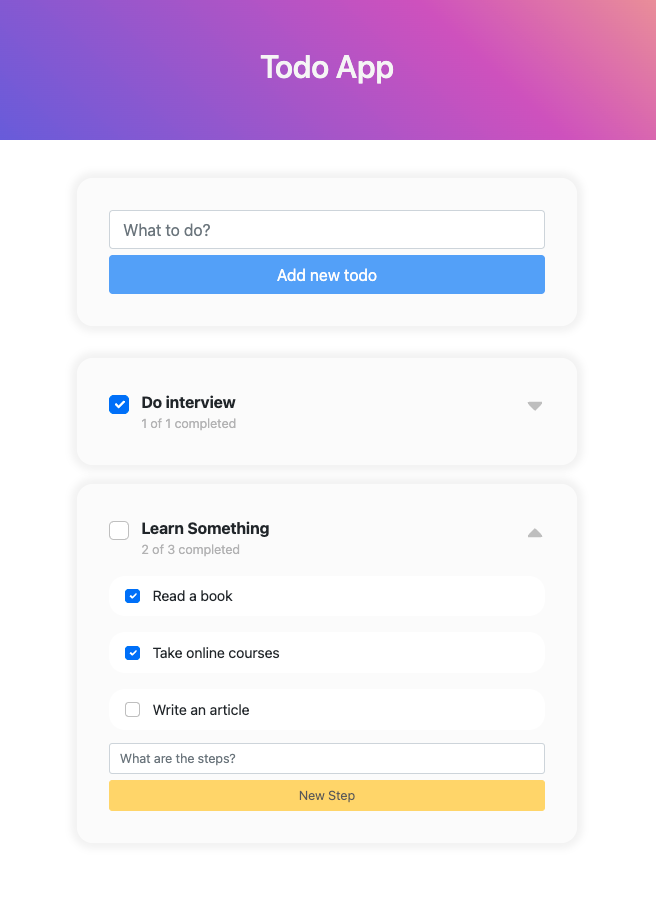 Todo App
What to do?
Add new todo
Do interview
1 of 1 completed
Learn Something
2 of 3 completed
Read a book
Take online courses
Write an article
What are the steps?
New Step